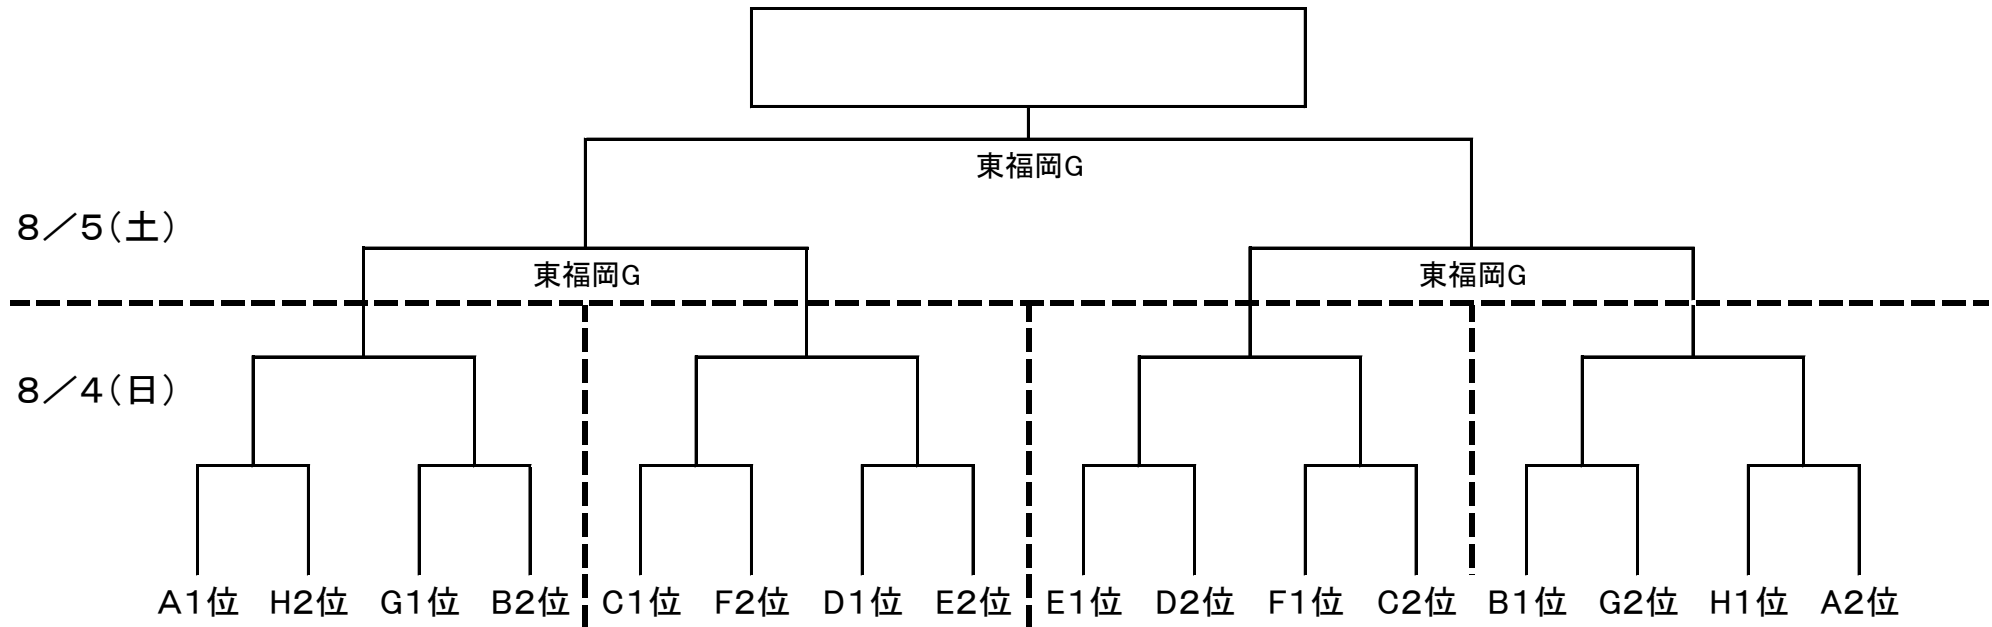 東福岡G
8／5（土）
東福岡G
東福岡G
8／4（日）
A1位
H2位
G1位
B2位
C1位
F2位
D1位
E2位
E1位
D2位
F1位
C2位
B1位
G2位
H1位
A2位